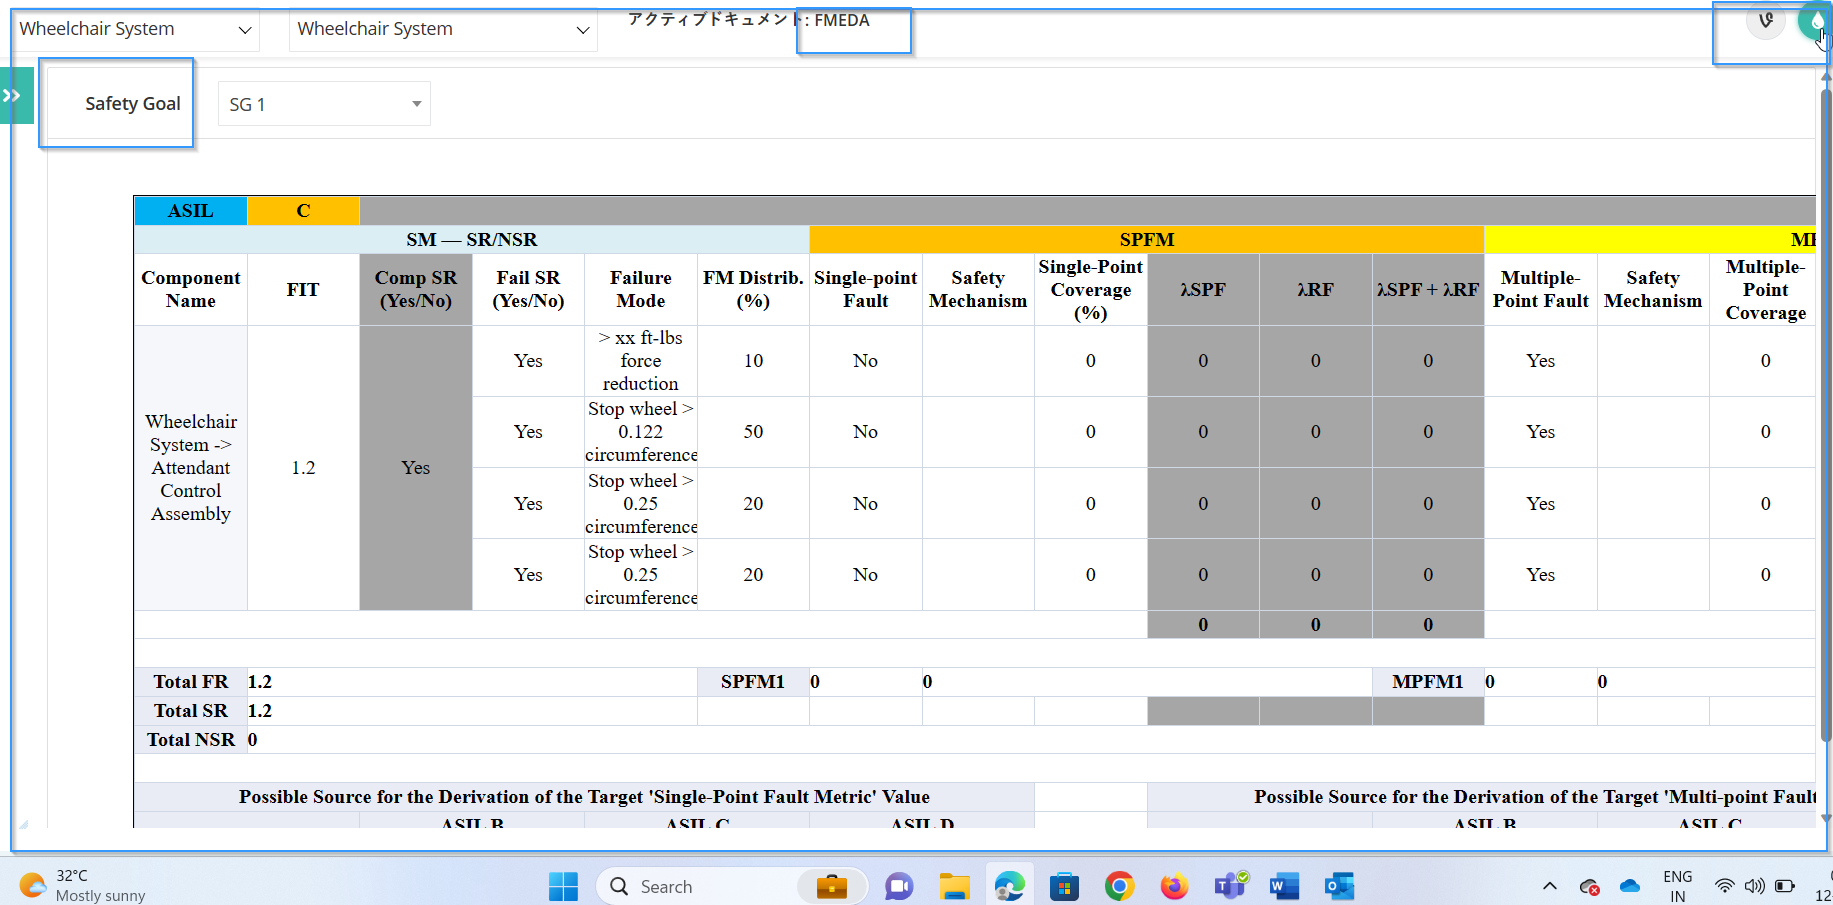 Wheelchair System
Wheelchair System
アクティブドキュメント: FMEDA
Safety Goal
SG 1
ASIL C
SM — SR/NSR SPFM
Component Name FIT Comp SR (Yes/No) Fail SR (Yes/No) Failure Mode FM Distrib. (%) Single-point Fault Safety Mechanism Single-Point Coverage (%) λSPF λRF λSPF + λRF Multiple-Point Fault Safety Mechanism Multiple-Point Coverage
Wheelchair System -> Attendant Control Assembly 1.2 Yes
Yes > xx ft-lbs force reduction 10 No 0 0 0 0 Yes 0
Yes Stop wheel > 0.122 circumference 50 No 0 0 0 0 Yes 0
Yes Stop wheel > 0.25 circumference 20 No 0 0 0 0 Yes 0
Yes Stop wheel > 0.25 circumference 20 No 0 0 0 0 Yes 0
0 0 0
Total FR 1.2 SPFM1 0 0 MPFM1 0 0
Total SR 1.2
Total NSR 0
Possible Source for the Derivation of the Target 'Single-Point Fault Metric' Value Possible Source for the Derivation of the Target 'Multi-point Fault
ASIL B ASIL C ASIL D ASIL B ASIL C
32°C
Mostly sunny
Search
ENG
IN